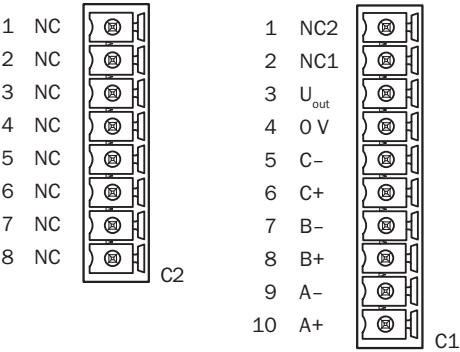 1 NC
2 NC
3 NC
4 NC
5 NC
6 NC
7 NC
8 NC
C2
1 NC2
2 NC1
3 Uout
4 0 V
5 C–
6 C+
7 B–
8 B+
9 A–
10 A+
C1